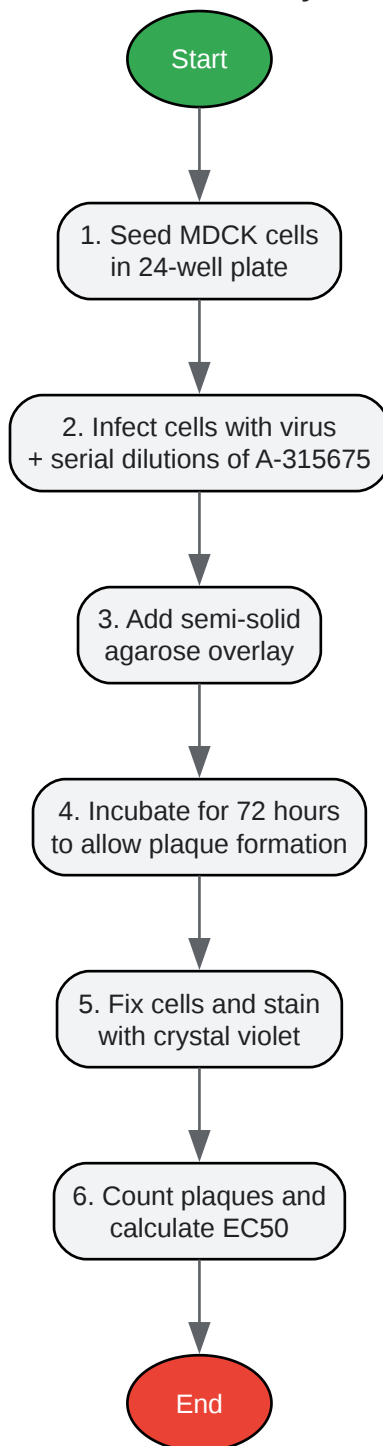 Start
1. Seed MDCK cells
in 24-well plate
2. Infect cells with virus
+ serial dilutions of A-315675
3. Add semi-solid
agarose overlay
4. Incubate for 72 hours
to allow plaque formation
5. Fix cells and stain
with crystal violet
6. Count plaques and
calculate EC50
End